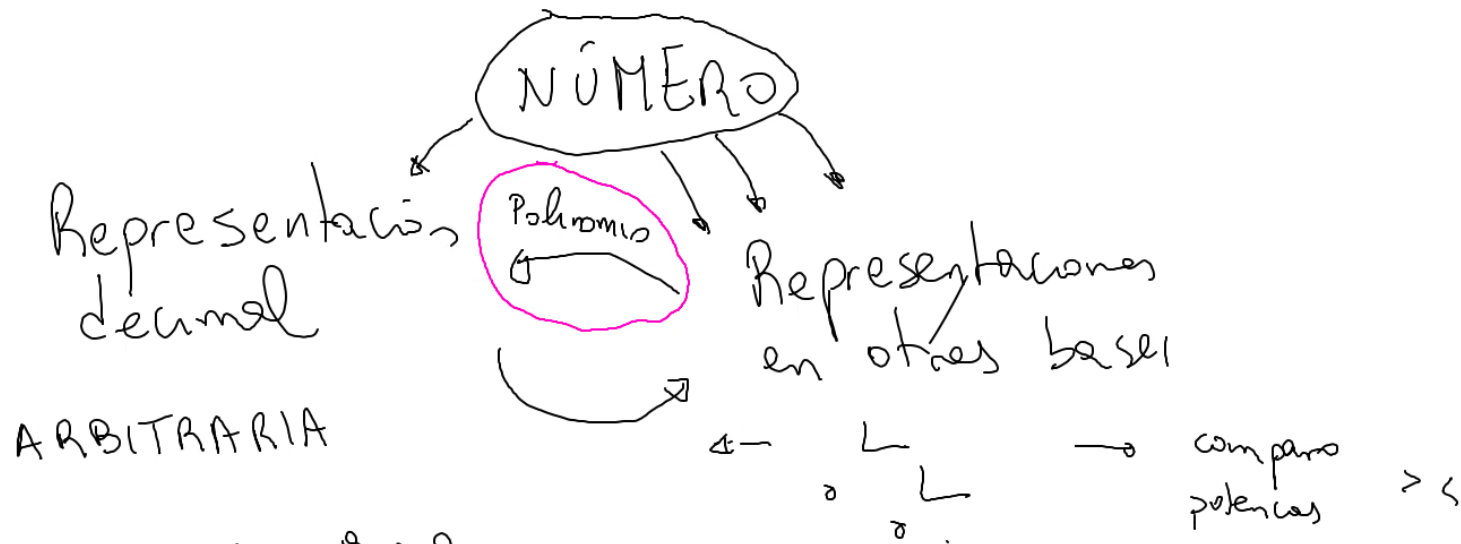 NÚMERO
Representación
decimal
Polinomio
Representaciones
en otras bases
ARBITRARIA
comparo
potencias > <